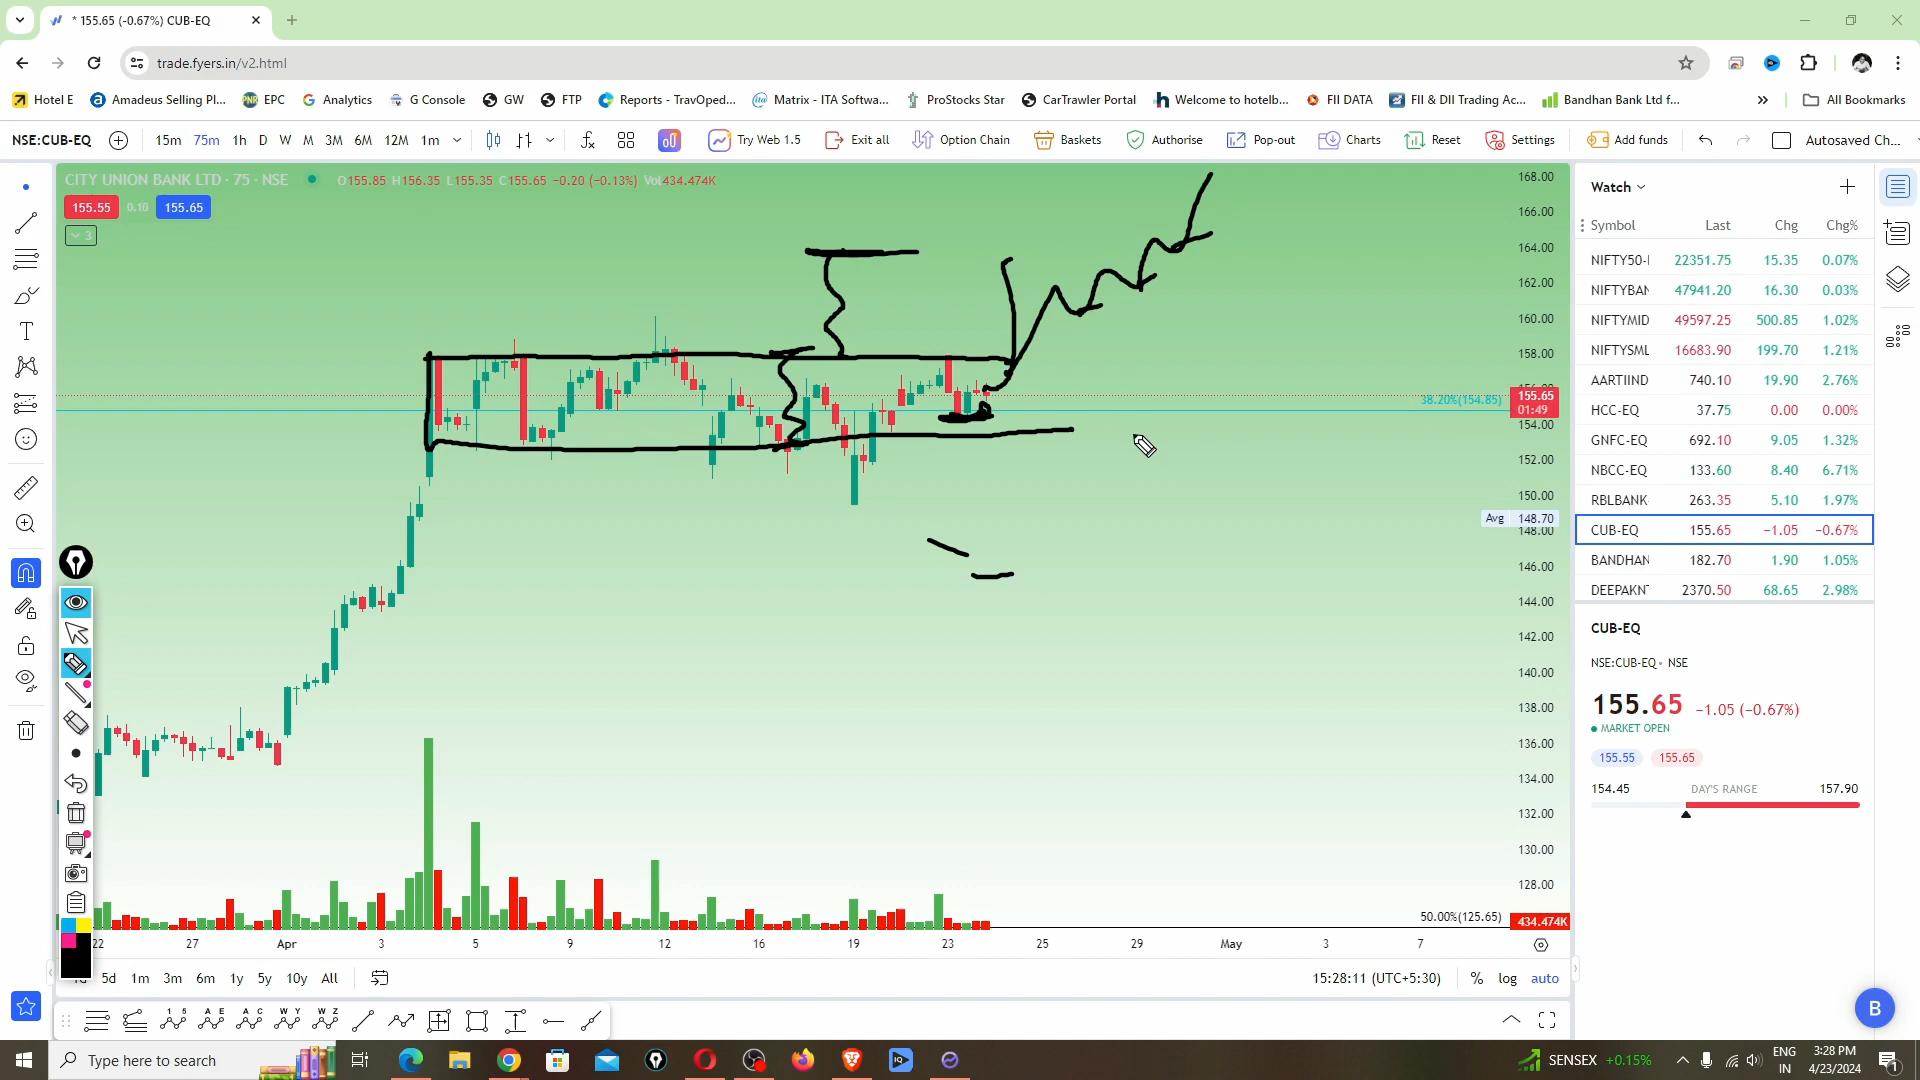 * 155.65 (-0.67%) CUB-EQ
trade.fyers.in/v2.html
Hotel E
Amadeus Selling Pl...
EPC
Analytics
G Console
GW
FTP
Reports - TravOped...
Matrix - ITA Softwa...
ProStocks Star
CarTrawler Portal
Welcome to hotelb...
FII DATA
FII & DII Trading Ac...
Bandhan Bank Ltd f...
All Bookmarks
NSE:CUB-EQ 15m 75m 1h D W M 3M 6M 12M 1m
Try Web 1.5 Exit all Option Chain Baskets Authorise Pop-out Charts Reset Settings Add funds Autosaved Ch...
CITY UNION BANK LTD · 75 · NSE O155.85 H156.35 L155.35 C155.65 −0.20 (−0.13%) Vol434.474K
155.55 0.10 155.65
3
168.00
166.00
164.00
162.00
160.00
158.00
38.20%(154.85)
155.65
01:49
154.00
152.00
150.00
Avg 148.70
148.00
146.00
144.00
142.00
140.00
138.00
136.00
134.00
132.00
130.00
128.00
50.00%(125.65)
434.474K
22 27 Apr 3 5 9 12 16 19 23 25 29 May 3 7
5d 1m 3m 6m 1y 5y 10y All
15:28:11 (UTC+5:30) % log auto
1 5
A E
A C
W Y
W Z
Watch
Symbol Last Chg Chg%
NIFTY50-I 22351.75 15.35 0.07%
NIFTYBAN 47941.20 16.30 0.03%
NIFTYMID 49597.25 500.85 1.02%
NIFTYSML 16683.90 199.70 1.21%
AARTIIND 740.10 19.90 2.76%
HCC-EQ 37.75 0.00 0.00%
GNFC-EQ 692.10 9.05 1.32%
NBCC-EQ 133.60 8.40 6.71%
RBLBANK 263.35 5.10 1.97%
CUB-EQ 155.65 −1.05 −0.67%
BANDHAN 182.70 1.90 1.05%
DEEPAKNT 2370.50 68.65 2.98%
CUB-EQ
NSE:CUB-EQ • NSE
155.65 −1.05 (−0.67%)
MARKET OPEN
155.55 155.65
154.45 DAY'S RANGE 157.90
B
Type here to search
SENSEX +0.15%
ENG
IN
3:28 PM
4/23/2024